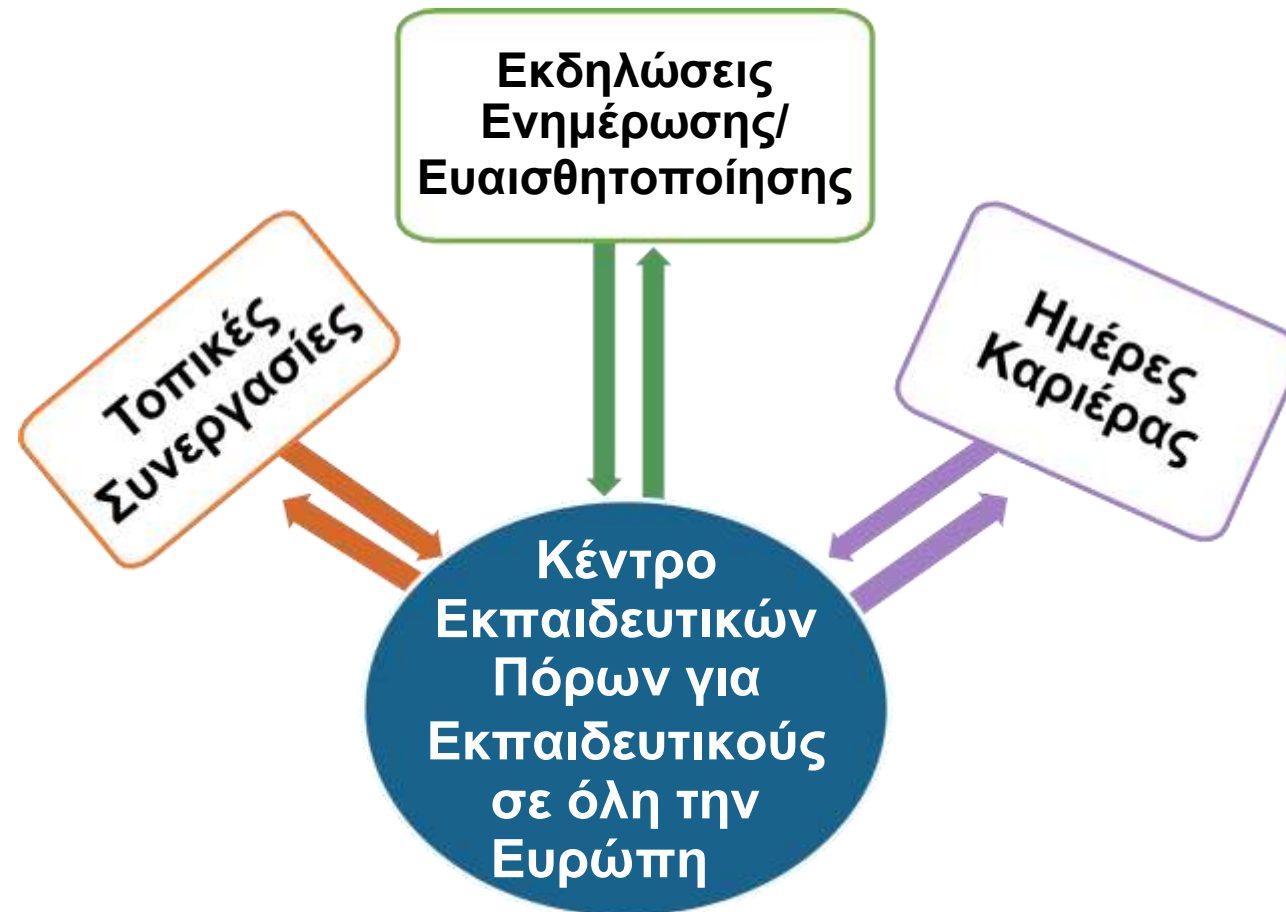 Εκδηλώσεις
Ενημέρωσης/
Ευαισθητοποίησης
Τοπικές
Συνεργασίες
Ημέρες
Καριέρας
Κέντρο
Εκπαιδευτικών
Πόρων για
Εκπαιδευτικούς
σε όλη την
Ευρώπη